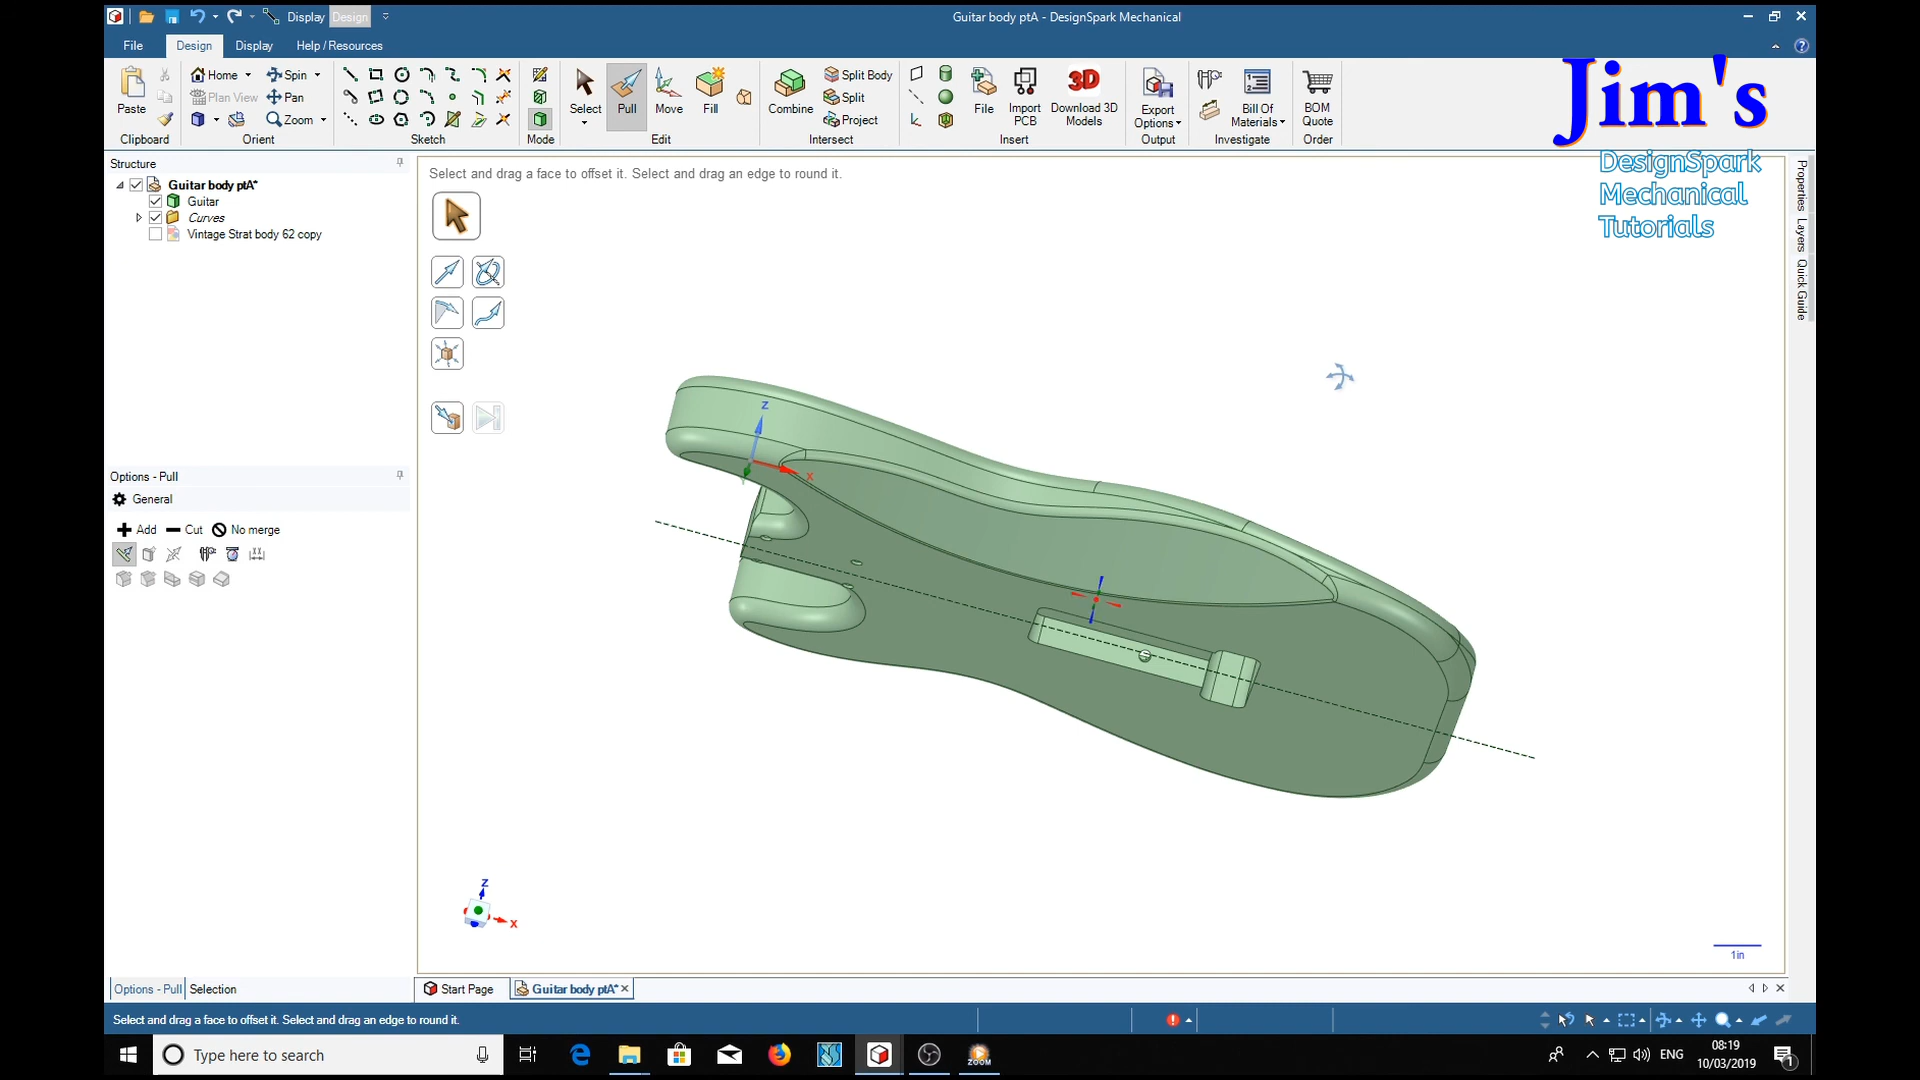 Display Design
Guitar body ptA - DesignSpark Mechanical
File Design Display Help / Resources
Paste
Clipboard
Home Spin
Plan View Pan
Zoom
Orient
Sketch
Mode
Select Pull Move Fill
Edit
Combine Split Body
Split
Project
Intersect
File Import PCB Download 3D Models
Insert
Export Options
Output
Bill Of Materials
Investigate
BOM Quote
Order
Jim's
DesignSpark
Mechanical
Tutorials
Structure
Guitar body ptA*
Guitar
Curves
Vintage Strat body 62 copy
Select and drag a face to offset it. Select and drag an edge to round it.
Properties
Layers
Quick Guide
Options - Pull
General
Add Cut No merge
Z
X
Z
X
1in
Options - Pull Selection
Start Page Guitar body ptA*
Select and drag a face to offset it. Select and drag an edge to round it.
Type here to search
ZOOM
ENG
08:19
10/03/2019
1